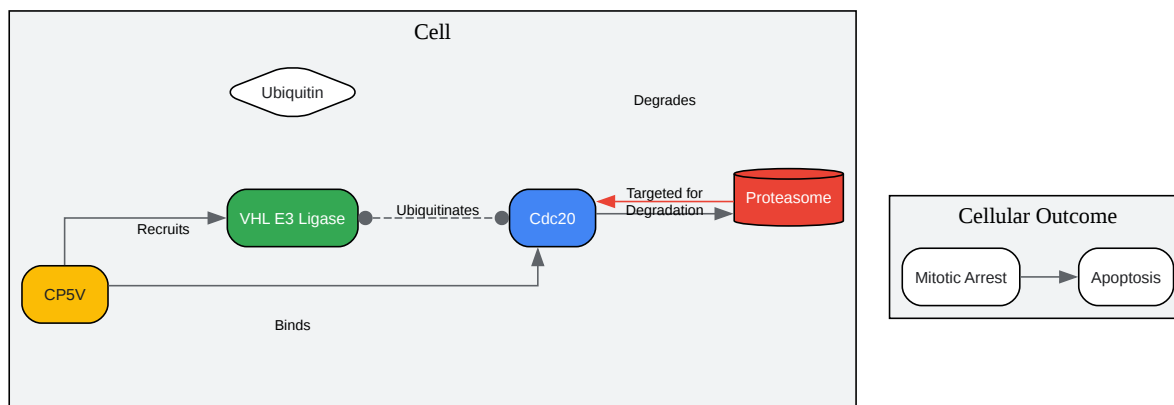 Cell
Ubiquitin
Degrades
VHL E3 Ligase
Ubiquitinates
Cdc20
Targeted for
Degradation
Proteasome
Recruits
CP5V
Binds
Cellular Outcome
Mitotic Arrest
Apoptosis